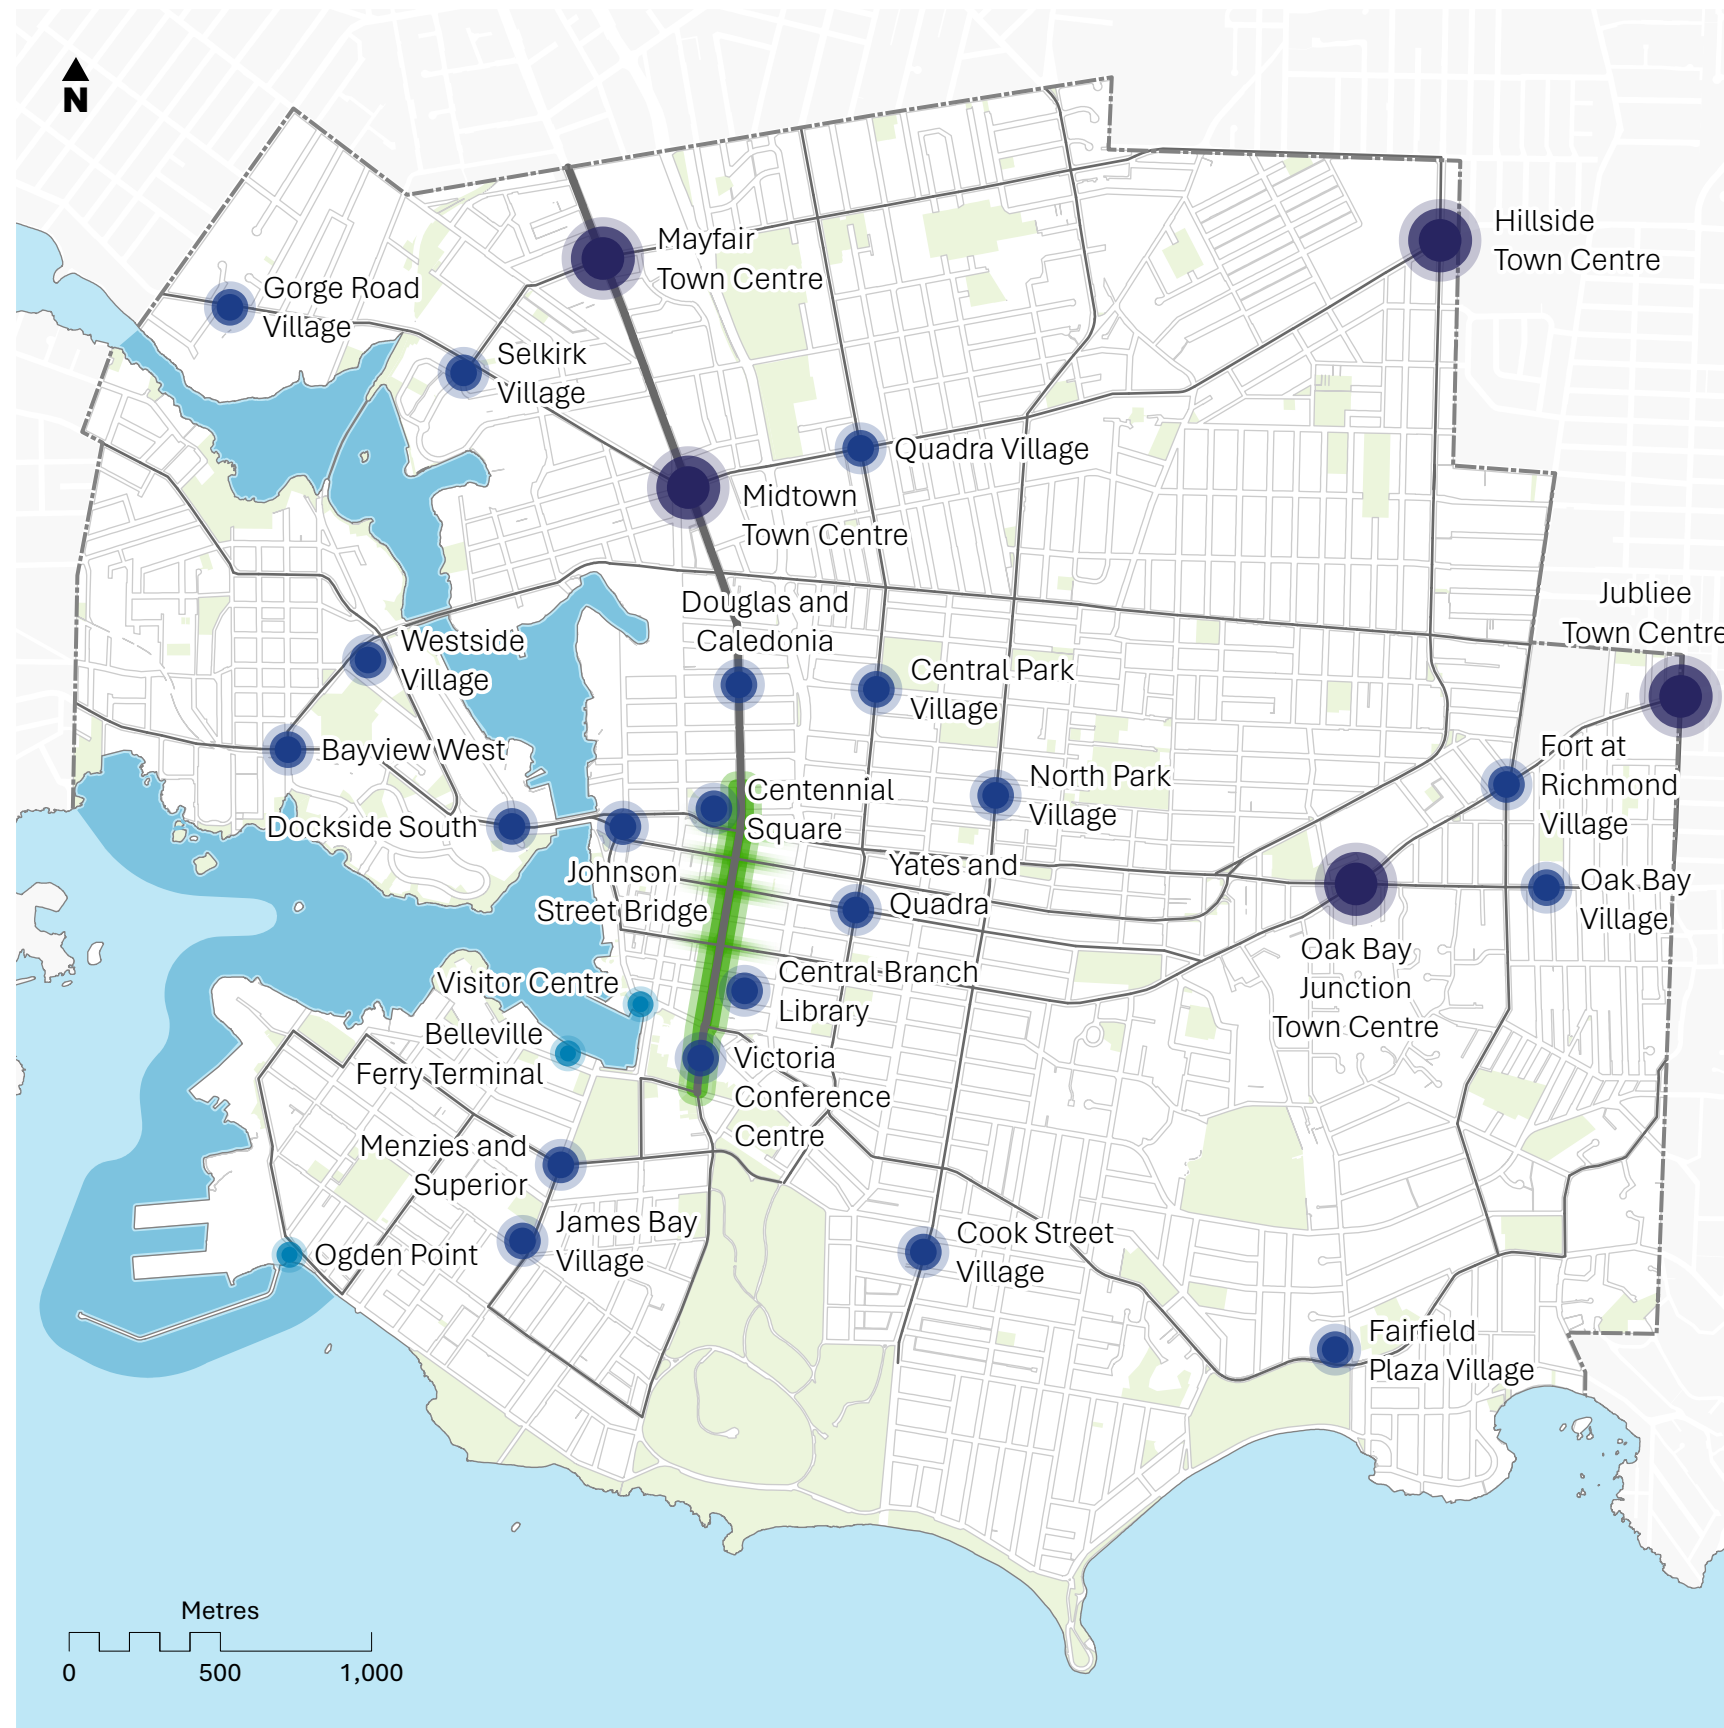 N
Hillside
Town Centre
Mayfair
Town Centre
Gorge Road
Village
Selkirk
Village
Quadra Village
Midtown
Town Centre
Jubliee
Town Centre
Douglas and
Caledonia
Westside
Village
Central Park
Village
Bayview West
Fort at
Richmond
Village
North Park
Village
Centennial
Square
Dockside South
Johnson
Street Bridge
Yates and
Quadra
Oak Bay
Village
Oak Bay
Junction
Town Centre
Central Branch
Library
Visitor Centre
Belleville
Ferry Terminal
Victoria
Conference
Centre
Menzies and
Superior
James Bay
Village
Ogden Point
Cook Street
Village
Fairfield
Plaza Village
Metres
0 500 1,000